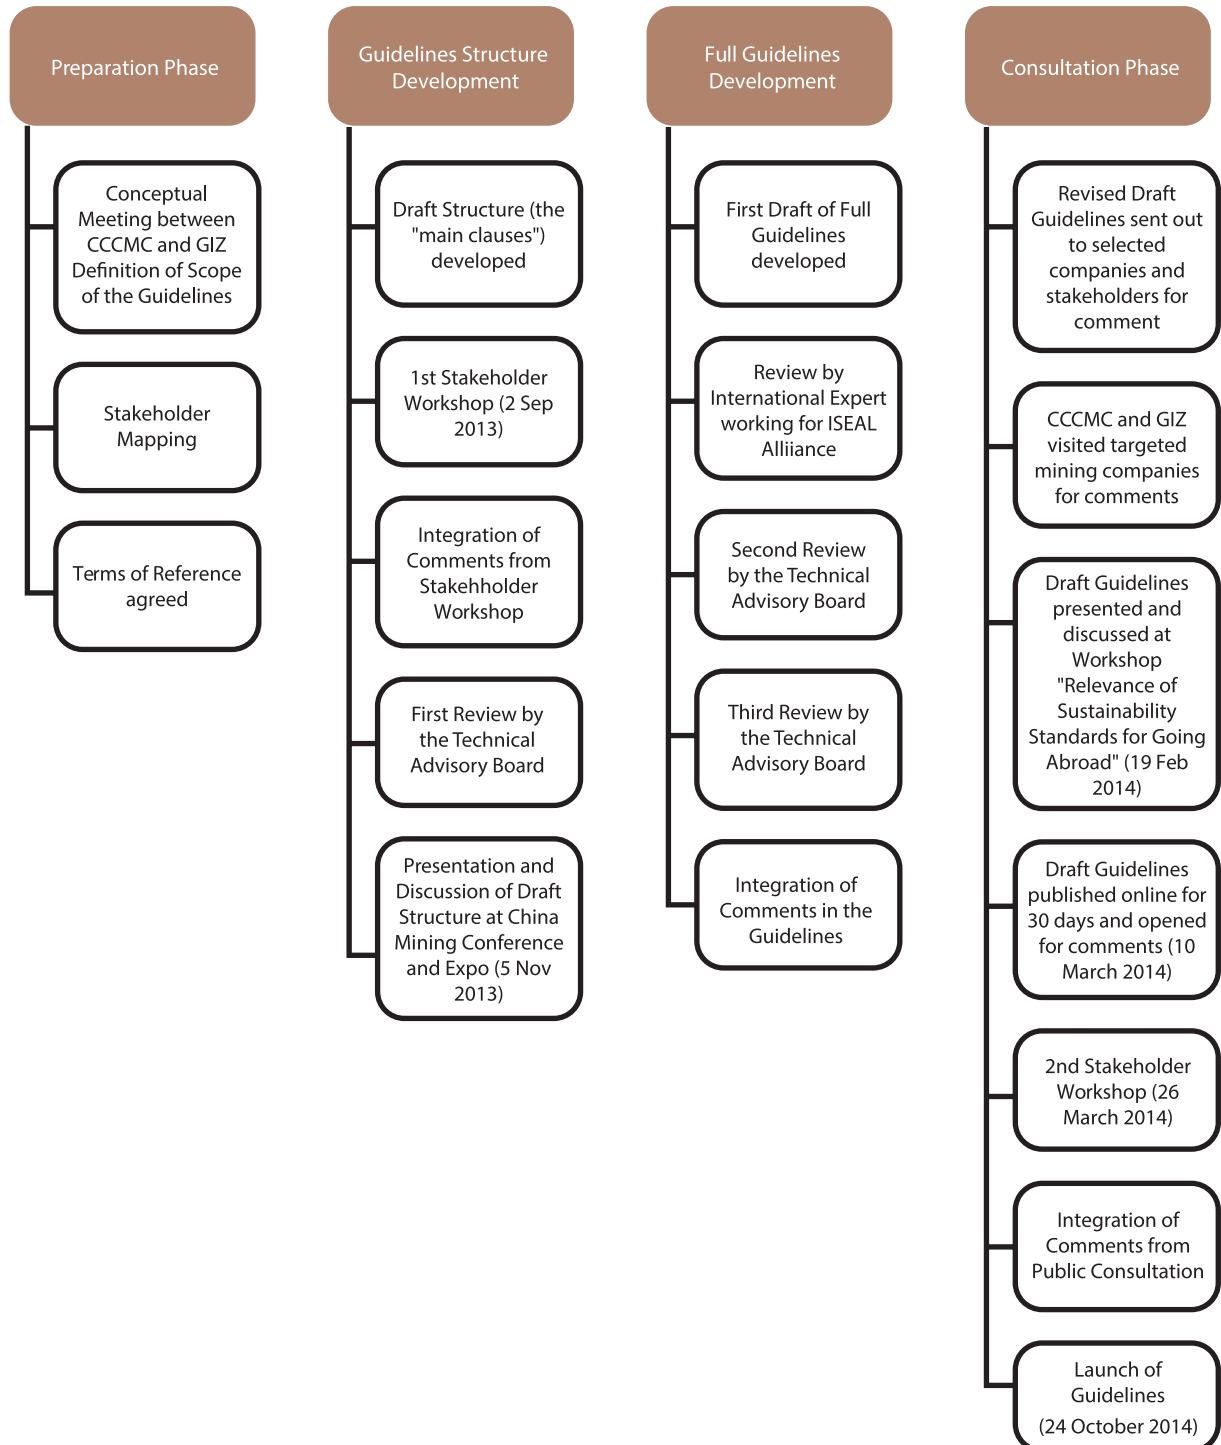 Preparation Phase
Conceptual
Meeting between
CCCMC and GIZ
Definition of Scope
of the Guidelines
Stakeholder
Mapping
Terms of Reference
agreed
Guidelines Structure
Development
Draft Structure (the
"main clauses")
developed
1st Stakeholder
Workshop (2 Sep
2013)
Integration of
Comments from
Stakehholder
Workshop
First Review by
the Technical
Advisory Board
Presentation and
Discussion of Draft
Structure at China
Mining Conference
and Expo (5 Nov
2013)
Full Guidelines
Development
First Draft of Full
Guidelines
developed
Review by
International Expert
working for ISEAL
Alliiance
Second Review
by the Technical
Advisory Board
Third Review by
the Technical
Advisory Board
Integration of
Comments in the
Guidelines
Consultation Phase
Revised Draft
Guidelines sent out
to selected
companies and
stakeholders for
comment
CCCMC and GIZ
visited targeted
mining companies
for comments
Draft Guidelines
presented and
discussed at
Workshop
"Relevance of
Sustainability
Standards for Going
Abroad" (19 Feb
2014)
Draft Guidelines
published online for
30 days and opened
for comments (10
March 2014)
2nd Stakeholder
Workshop (26
March 2014)
Integration of
Comments from
Public Consultation
Launch of
Guidelines
(24 October 2014)